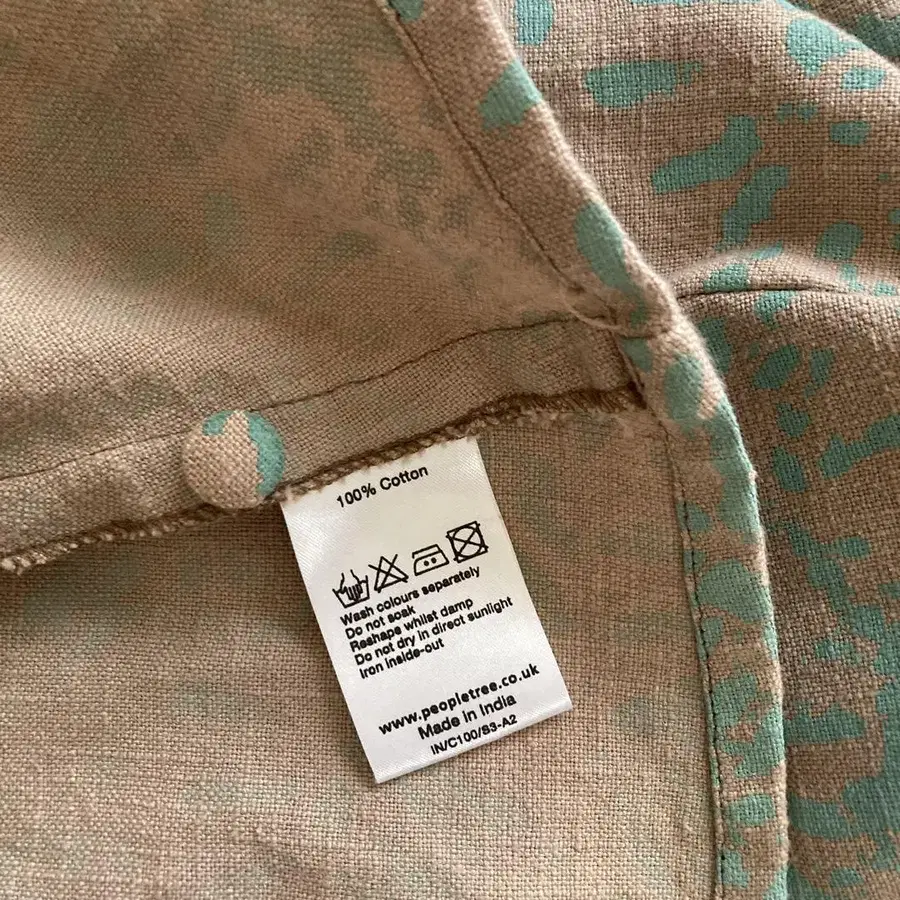 100% Cotton
Wash colours separately
Do not soak
Reshape whilst damp
Do not dry in direct sunlight
Iron inside-out
www.peopletree.co.uk
Made in India
IN/C100/S3-A2